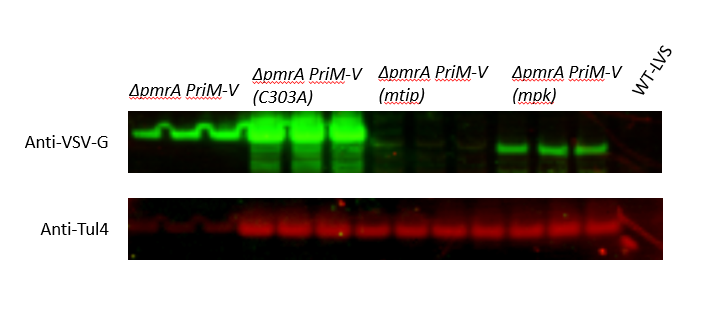 ΔpmrA PriM-V
ΔpmrA PriM-V
(C303A)
ΔpmrA PriM-V
(mtip)
ΔpmrA PriM-V
(mpk)
WT-LVS
Anti-VSV-G
Anti-Tul4